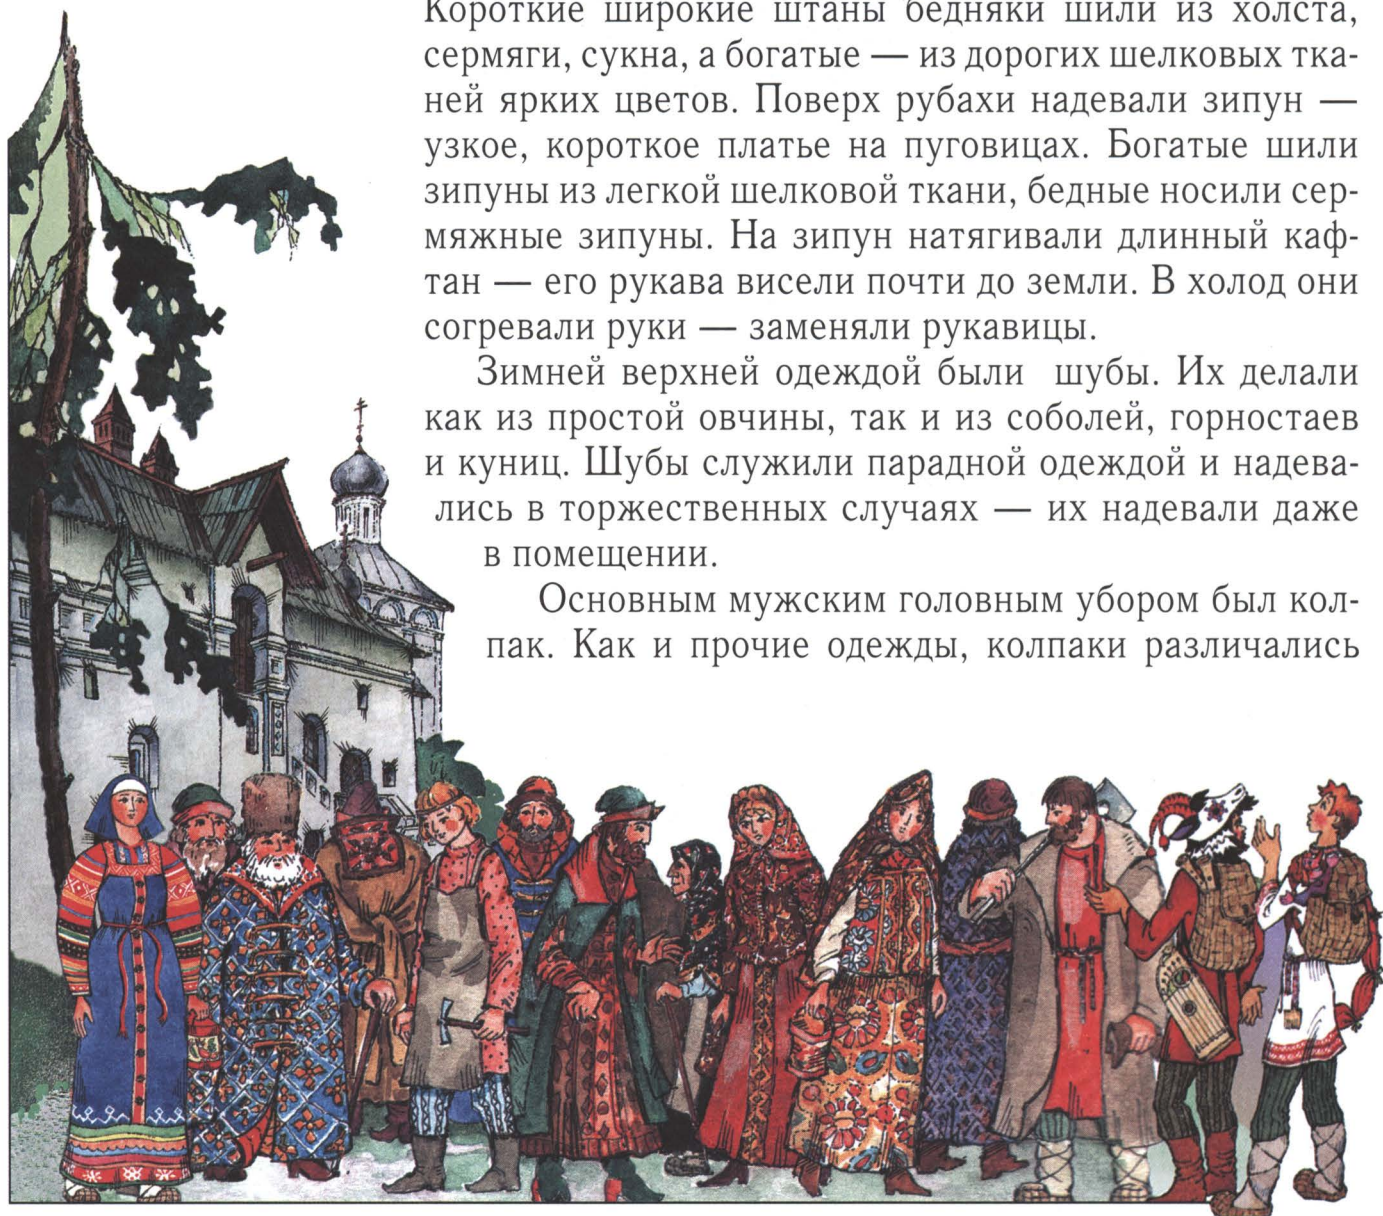 Короткие широкие штаны бедняки шили из холста,
сермяги, сукна, а богатые — из дорогих шелковых тка-
ней ярких цветов. Поверх рубахи надевали зипун —
узкое, короткое платье на пуговицах. Богатые шили
зипуны из легкой шелковой ткани, бедные носили сер-
мяжные зипуны. На зипун натягивали длинный каф-
тан — его рукава висели почти до земли. В холод они
согревали руки — заменяли рукавицы.
Зимней верхней одеждой были шубы. Их делали
как из простой овчины, так и из соболей, горностаев
и куниц. Шубы служили парадной одеждой и надева-
лись в торжественных случаях — их надевали даже
в помещении.
Основным мужским головным убором был кол-
пак. Как и прочие одежды, колпаки различались